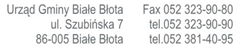 Urząd Gminy Białe Błota Fax 052 323-90-80
ul. Szubińska 7 tel.052 323-90-90
86-005 Białe Błota tel.052 381-40-95